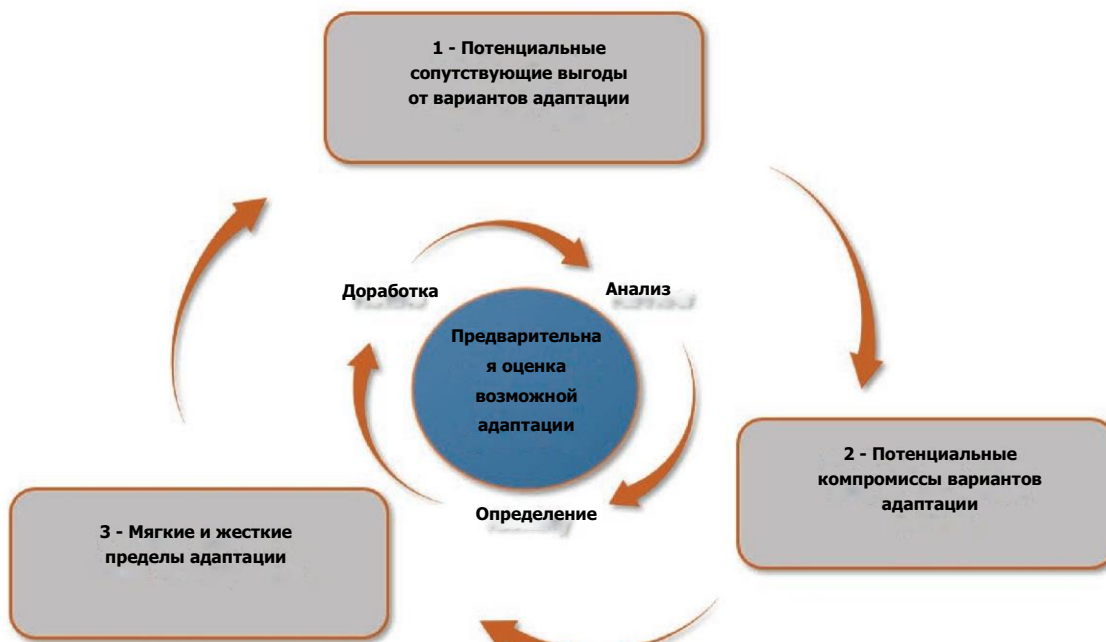 1 - Потенциальные
сопутствующие выгоды
от вариантов адаптации
Доработка
Анализ
Предварительна
я оценка
возможной
адаптации
Определение
2 - Потенциальные
компромиссы вариантов
адаптации
3 - Мягкие и жесткие
пределы адаптации